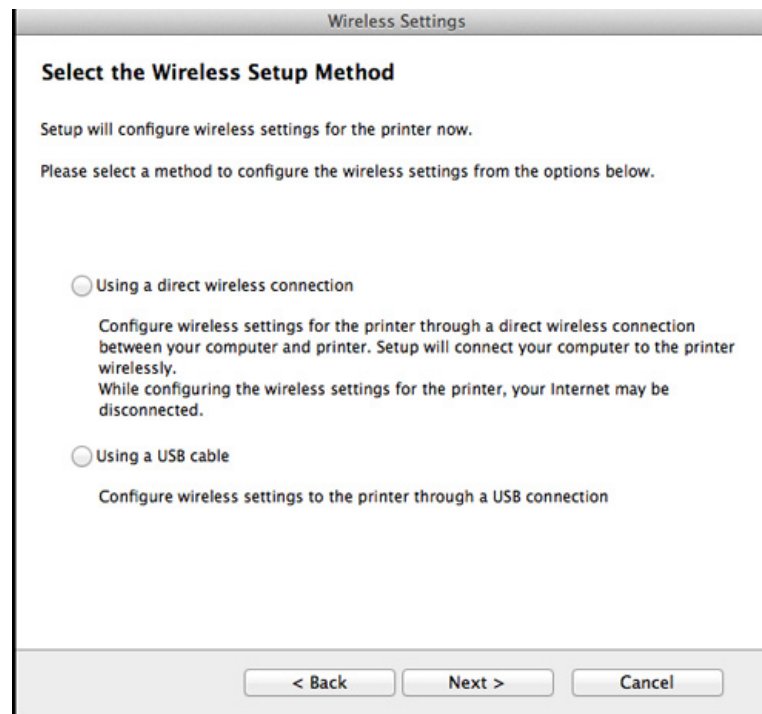 Wireless Settings
Select the Wireless Setup Method
Setup will configure wireless settings for the printer now.
Please select a method to configure the wireless settings from the options below.
Using a direct wireless connection
Configure wireless settings for the printer through a direct wireless connection
between your computer and printer. Setup will connect your computer to the printer
wirelessly.
While configuring the wireless settings for the printer, your Internet may be
disconnected.
Using a USB cable
Configure wireless settings to the printer through a USB connection
< Back Next > Cancel